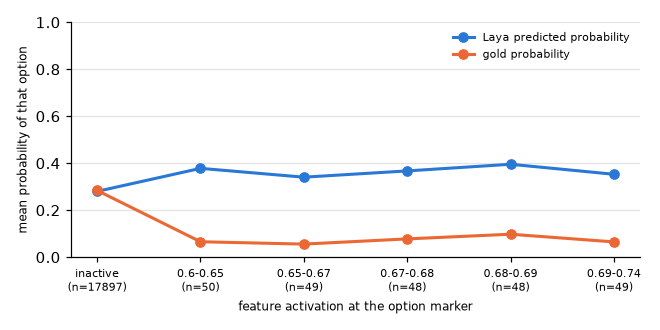 1.0
0.8
0.6
0.4
0.2
0.0
mean probability of that option
Laya predicted probability
gold probability
inactive
(n=17897)
0.6-0.65
(n=50)
0.65-0.67
(n=49)
0.67-0.68
(n=48)
0.68-0.69
(n=48)
0.69-0.74
(n=49)
feature activation at the option marker